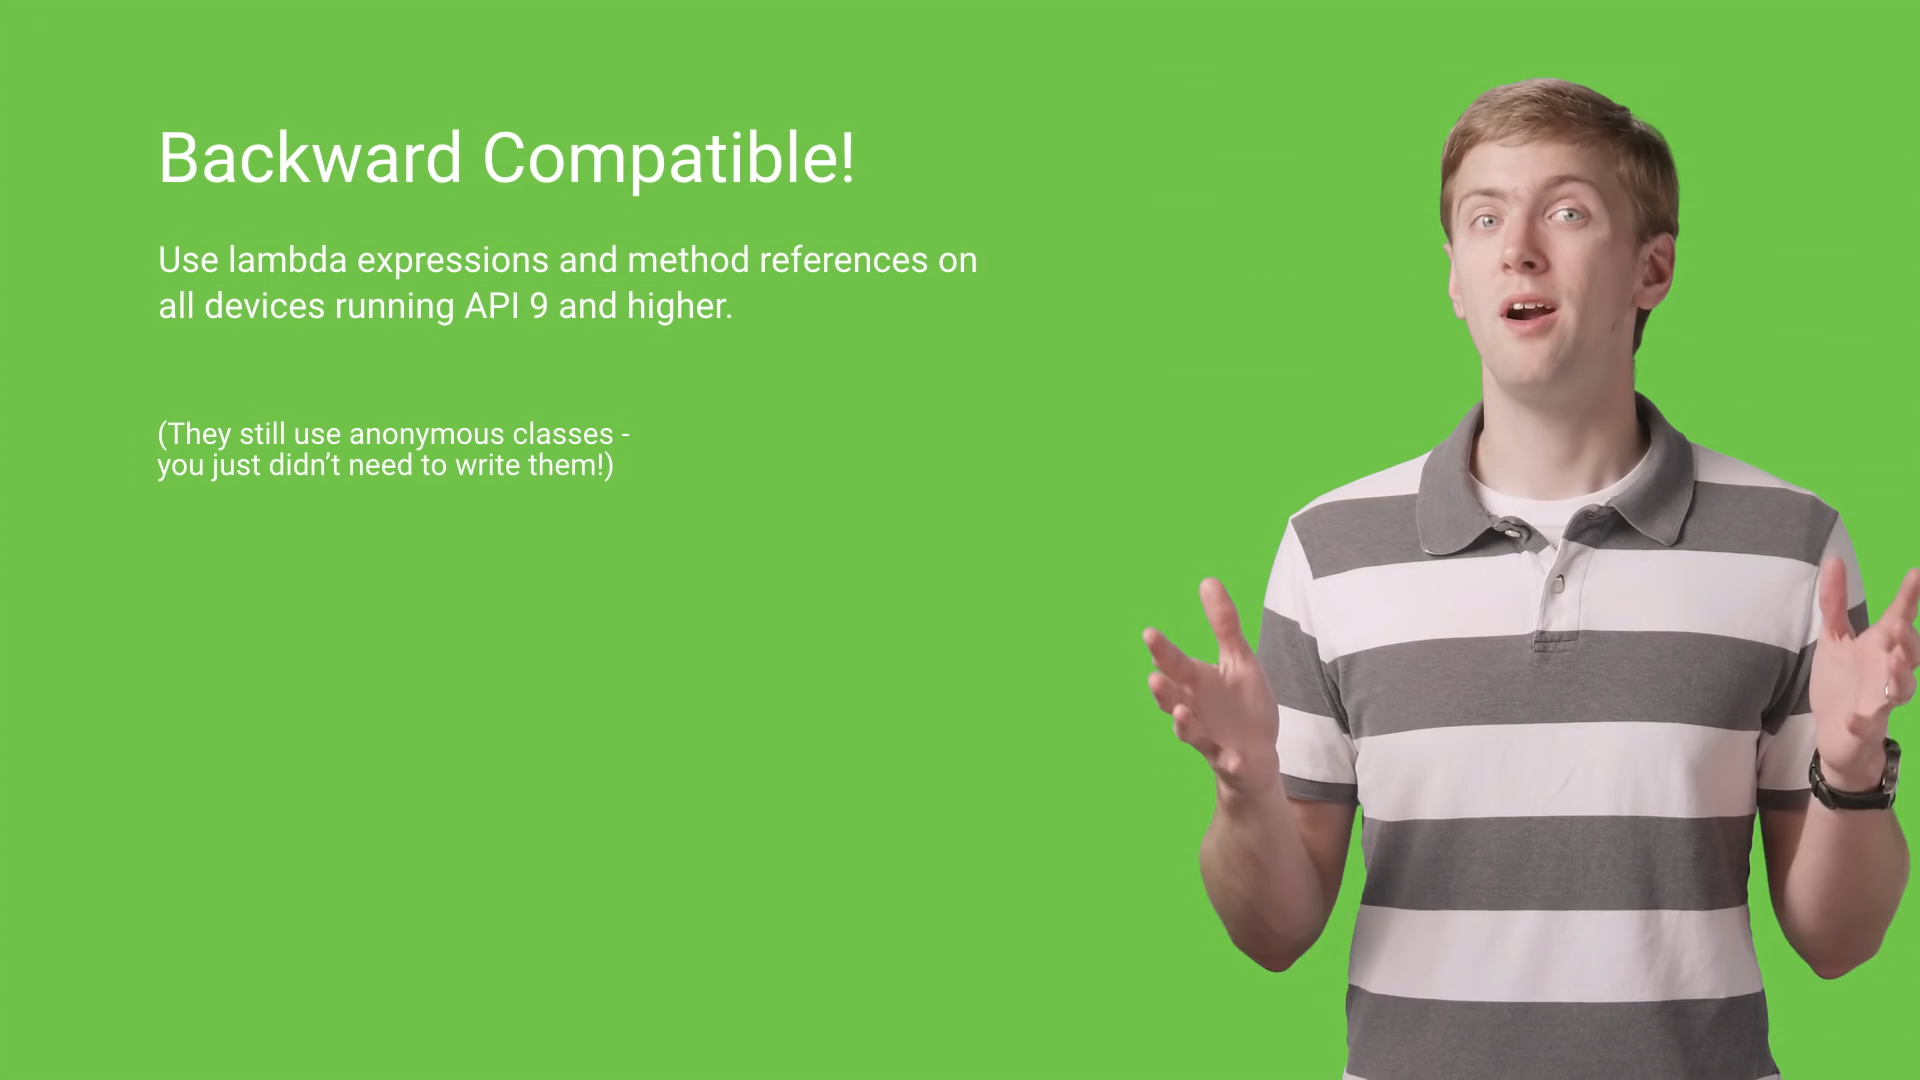 Backward Compatible!
Use lambda expressions and method references on
all devices running API 9 and higher.
(They still use anonymous classes -
you just didn’t need to write them!)